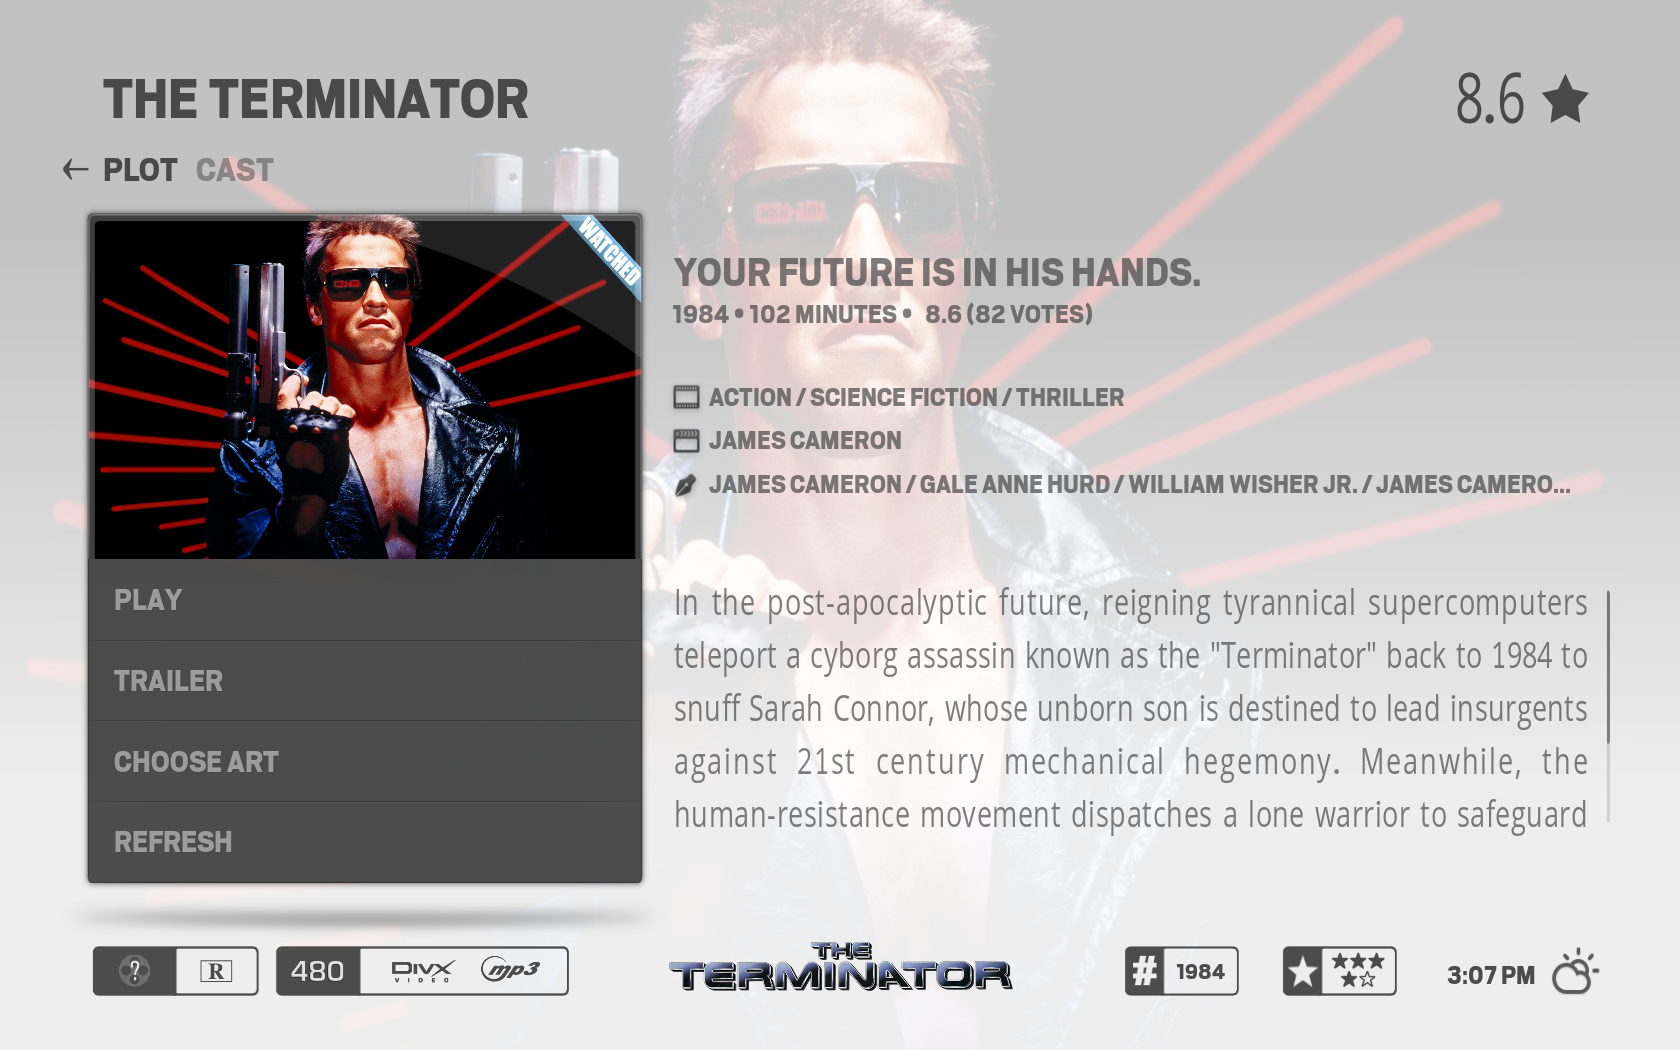 THE TERMINATOR
8.6
← PLOT CAST
WATCHED
YOUR FUTURE IS IN HIS HANDS.
1984 • 102 MINUTES • 8.6 (82 VOTES)
ACTION / SCIENCE FICTION / THRILLER
JAMES CAMERON
JAMES CAMERON / GALE ANNE HURD / WILLIAM WISHER JR. / JAMES CAMERO...
PLAY
TRAILER
CHOOSE ART
REFRESH
In the post-apocalyptic future, reigning tyrannical supercomputers
teleport a cyborg assassin known as the "Terminator" back to 1984 to
snuff Sarah Connor, whose unborn son is destined to lead insurgents
against 21st century mechanical hegemony. Meanwhile, the
human-resistance movement dispatches a lone warrior to safeguard
? R
480 DIVX VIDEO mp3
THE
TERMINATOR
# 1984
3:07 PM